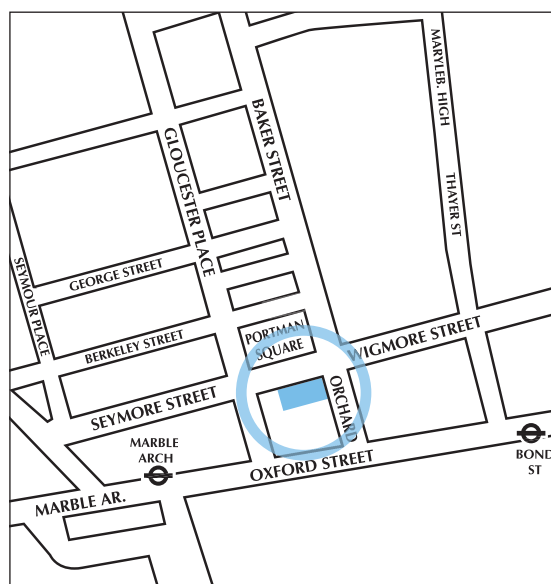 MARYLEB. HIGH
BAKER STREET
GLOUCESTER PLACE
THAYER ST
SEYMOUR PLACE
GEORGE STREET
BERKELEY STREET
PORTMAN
SQUARE
WIGMORE STREET
SEYMORE STREET
ORCHARD
MARBLE
ARCH
OXFORD STREET
BOND
ST
MARBLE AR.